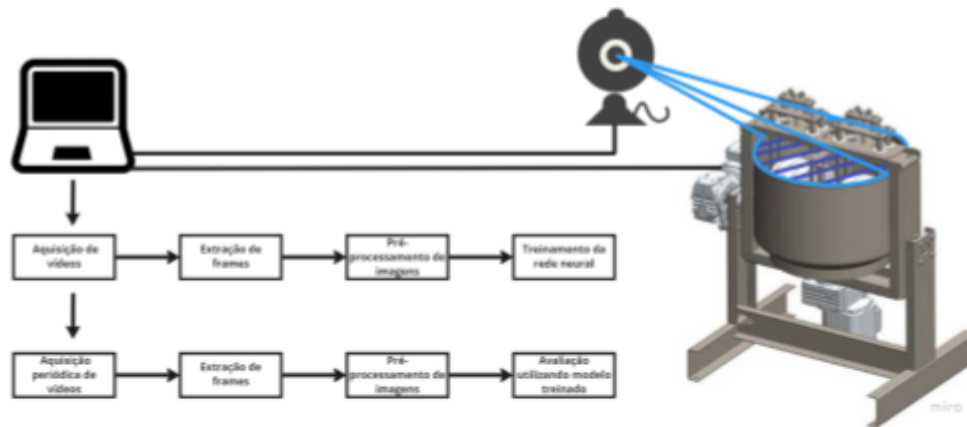 Aquisição de
vídeos
Extração de
frames
Pré-
processamento de
imagens
Treinamento da
rede neural
Aquisição
periódica de
vídeos
Extração de
frames
Pré-
processamento de
imagens
Avaliação
utilizando modelo
treinado
miro